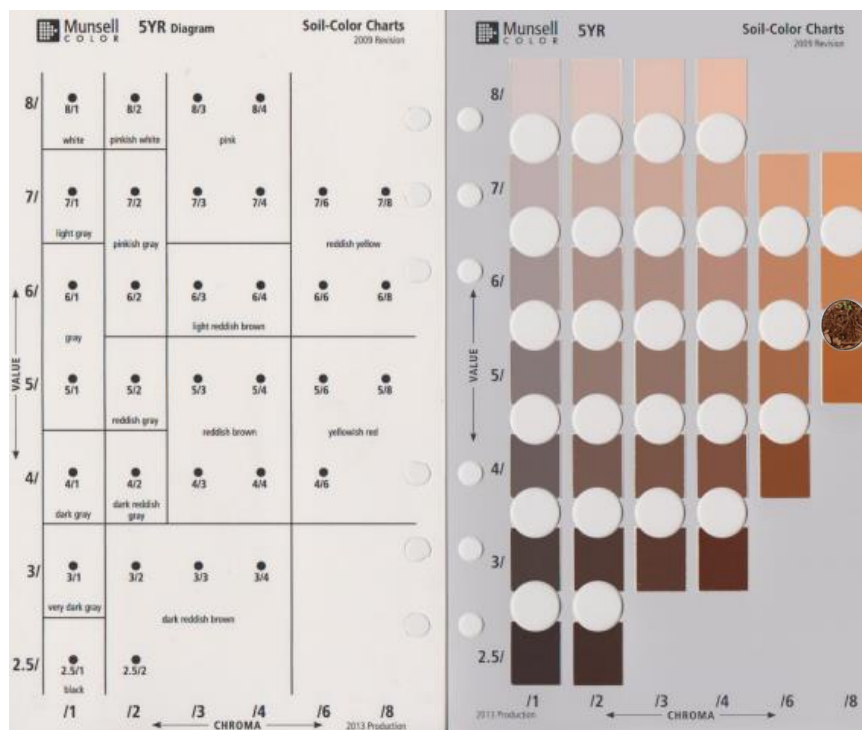 Munsell
COLOR
5YR Diagram
Soil-Color Charts
2009 Revision
8/
8/1 8/2 8/3 8/4
white pinkish white pink
7/
7/1 7/2 7/3 7/4 7/6 7/8
light gray pinkish gray reddish yellow
6/
6/1 6/2 6/3 6/4 6/6 6/8
gray light reddish brown
VALUE
5/
5/1 5/2 5/3 5/4 5/6 5/8
reddish gray reddish brown yellowish red
4/
4/1 4/2 4/3 4/4 4/6
dark gray dark reddish
gray
3/
3/1 3/2 3/3 3/4
very dark gray dark reddish brown
2.5/
2.5/1 2.5/2
black
/1 /2 /3 /4 /6 /8
CHROMA
2013 Production
Munsell
COLOR
5YR
Soil-Color Charts
2009 Revision
8/
7/
6/
VALUE
5/
4/
3/
2.5/
/1 /2 /3 /4 /6 /8
2013 Production
CHROMA